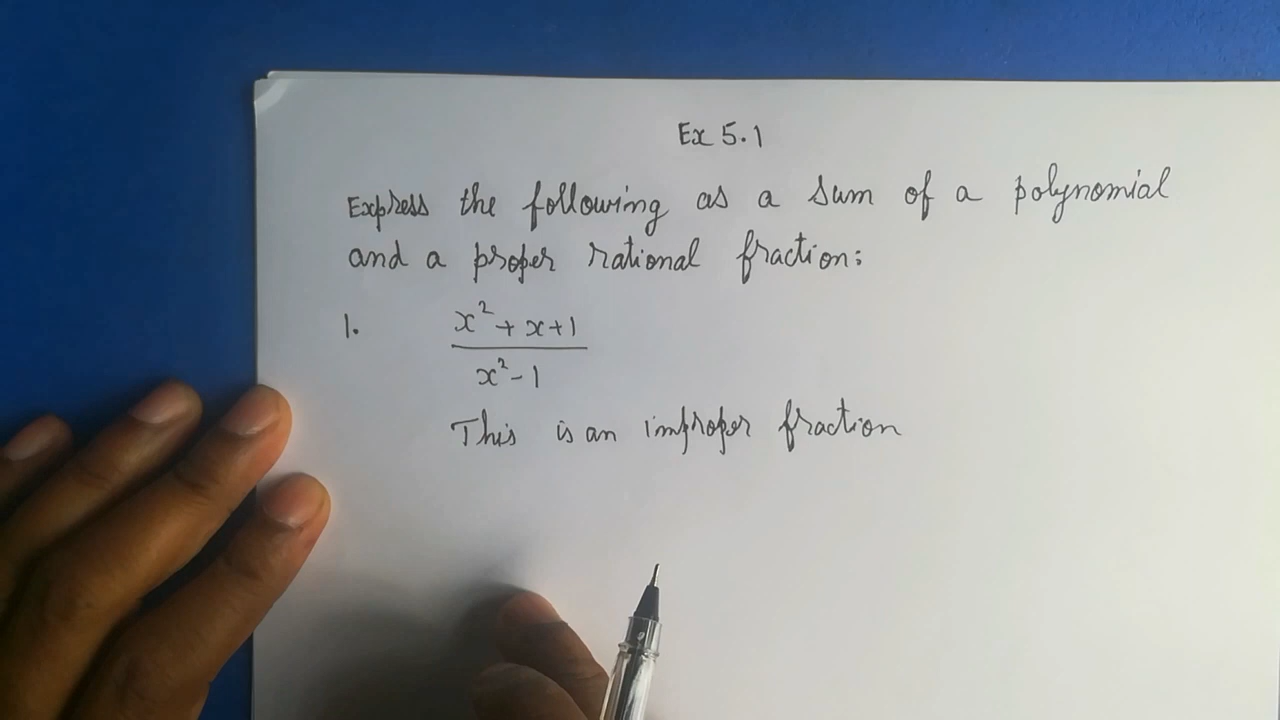 Ex 5.1
Express the following as a sum of a polynomial
and a proper rational fraction:
1. x² + x + 1
x² - 1
This is an improper fraction